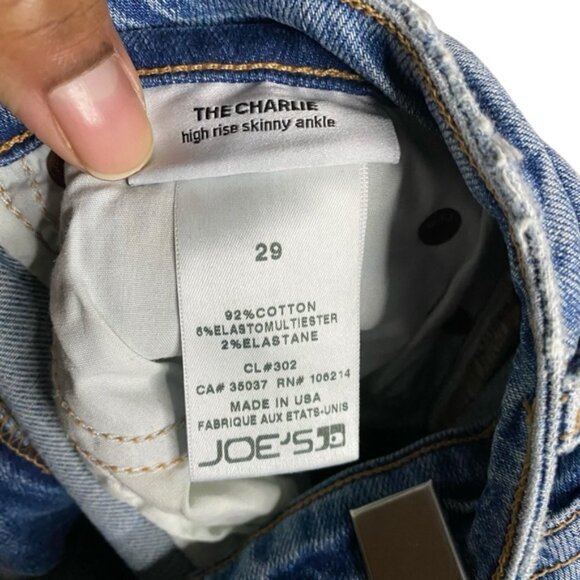 THE CHARLIE
high rise skinny ankle
29
92%COTTON
6%ELASTOMULTIESTER
2%ELASTANE
CL#302
CA# 35037 RN# 106214
MADE IN USA
FABRIQUE AUX ETATS-UNIS
JOE'S